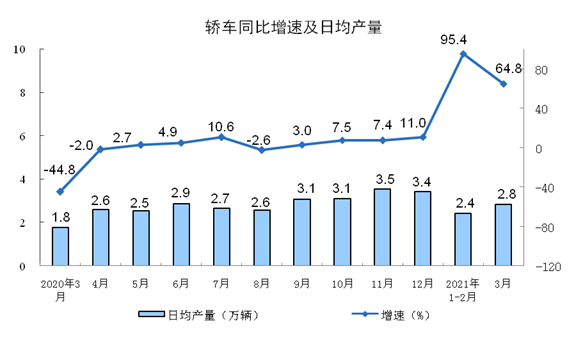 轿车同比增速及日均产量
10
8
6
4
2
0
80
40
0
-40
-80
-120
-44.8
-2.0
2.7
4.9
10.6
-2.6
3.0
7.5
7.4
11.0
95.4
64.8
1.8
2.6
2.5
2.9
2.7
2.6
3.1
3.1
3.5
3.4
2.4
2.8
2020年3月
4月
5月
6月
7月
8月
9月
10月
11月
12月
2021年
1-2月
3月
日均产量（万辆）
增速（%）